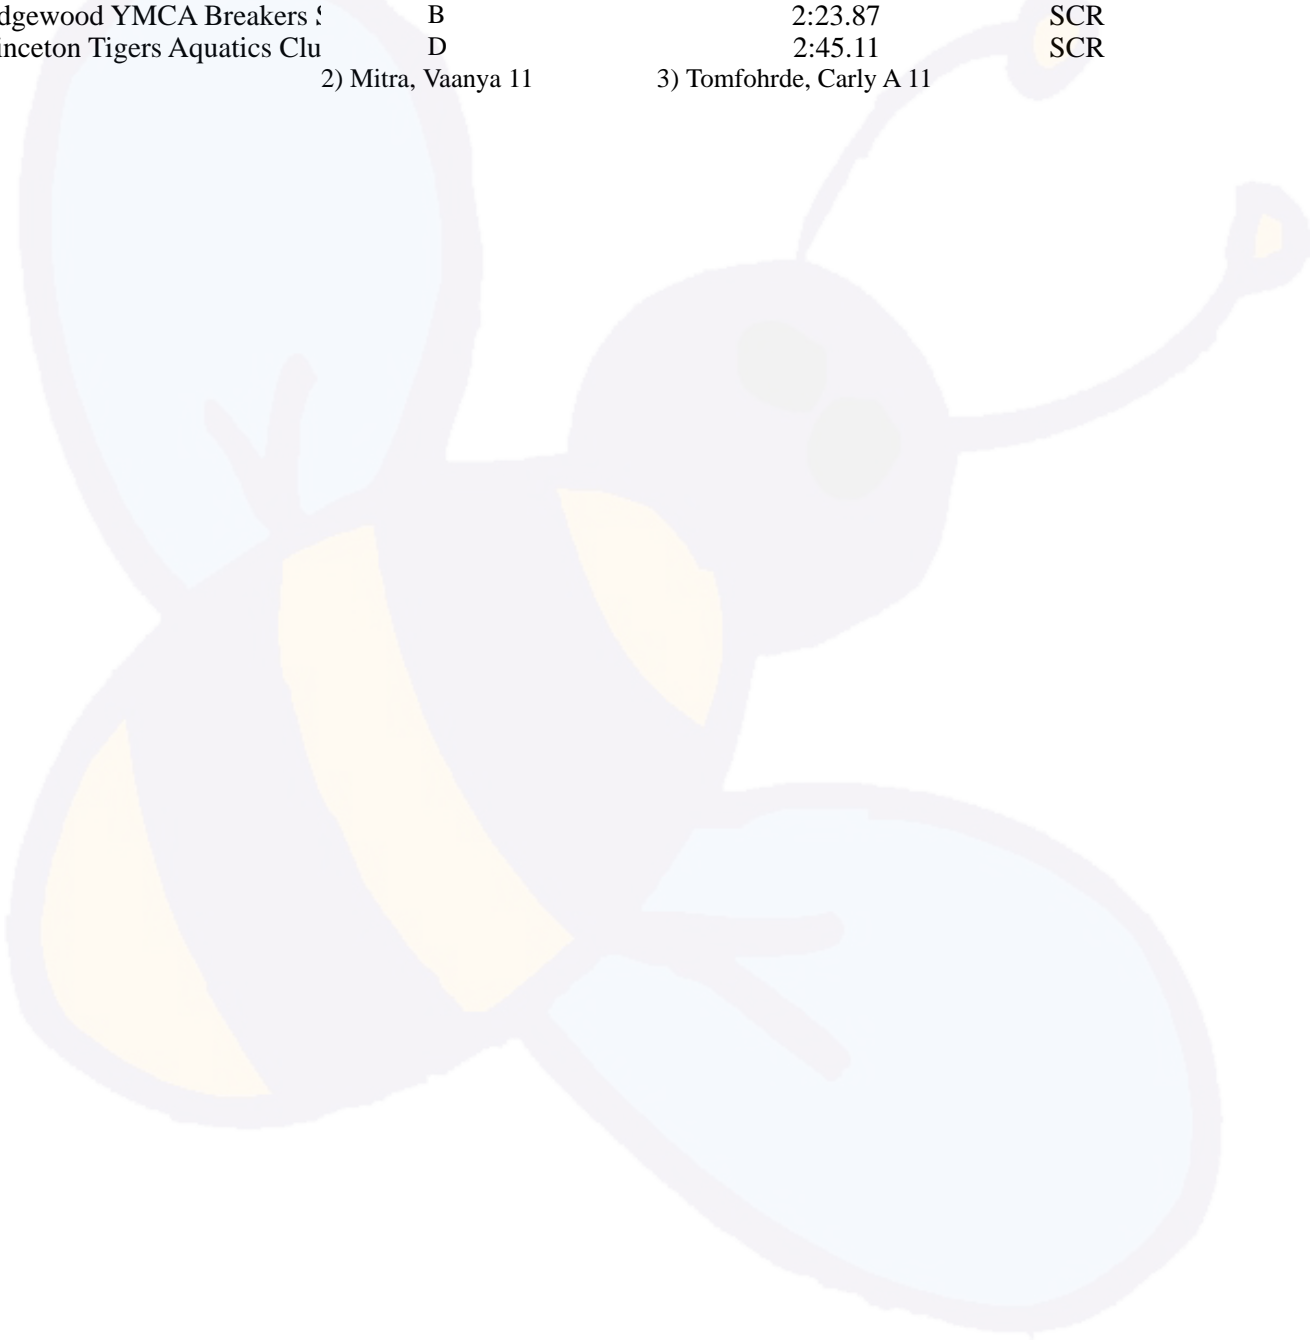 dgewood YMCA Breakers B 2:23.87 SCR
inceton Tigers Aquatics Clu D 2:45.11 SCR
2) Mitra, Vaanya 11 3) Tomfohrde, Carly A 11